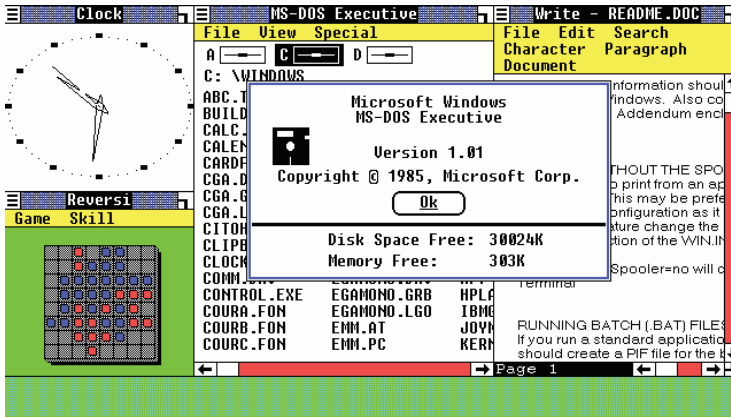 Clock
MS-DOS Executive
Write - README.DOC
File View Special
File Edit Search
Character Paragraph
Document
A C D
C: \WINDOWS
ABC.T
BUILD
CALC.
CALEN
CARDF
CGA.D
CGA.G
CGA.L
CITOH
CLIPB
CLOCK
CONTROL.EXE EGAMONO.GRB HPLA
COURA.FON EGAMONO.LGO IBMG
COURB.FON EMM.AT JOYM
COURC.FON EMM.PC KERN
Microsoft Windows
MS-DOS Executive
Version 1.01
Copyright © 1985, Microsoft Corp.
Ok
Disk Space Free: 30024K
Memory Free: 303K
nformation shoul
indows. Also co
Addendum encl
THOUT THE SPO
print from an ap
This may be prefe
onfiguration as it
ature change the
tion of the WIN.IN
Spooler=no will c
Terminal
RUNNING BATCH (.BAT) FILES
If you run a standard applicatio
should create a PIF file for the b
Page 1
Reversi
Game Skill